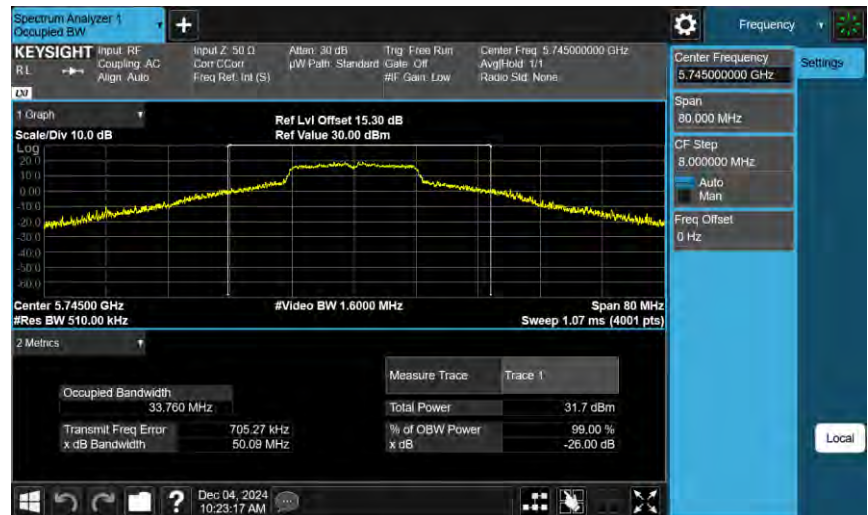 Spectrum Analyzer 1
Occupied BW
Frequency
KEYSIGHT
RL
LXI
Input: RF
Coupling: AC
Align: Auto
Input Z: 50 Ω
Corr CCorr
Freq Ref: Int (S)
Atten: 30 dB
µW Path: Standard
Trig: Free Run
Gate: Off
#IF Gain: Low
Center Freq: 5.745000000 GHz
Avg|Hold: 1/1
Radio Std: None
Center Frequency
5.745000000 GHz
Settings
Span
80.000 MHz
CF Step
8.000000 MHz
Auto
Man
Freq Offset
0 Hz
1 Graph
Scale/Div 10.0 dB
Ref Lvl Offset 15.30 dB
Ref Value 30.00 dBm
Log
20.0
10.0
0.00
-10.0
-20.0
-30.0
-40.0
-50.0
-60.0
Center 5.74500 GHz
#Video BW 1.6000 MHz
Span 80 MHz
#Res BW 510.00 kHz
Sweep 1.07 ms (4001 pts)
2 Metrics
Measure Trace Trace 1
Occupied Bandwidth
33.760 MHz
Total Power 31.7 dBm
Transmit Freq Error 705.27 kHz
% of OBW Power 99.00 %
x dB Bandwidth 50.09 MHz
x dB -26.00 dB
Local
?
Dec 04, 2024
10:23:17 AM